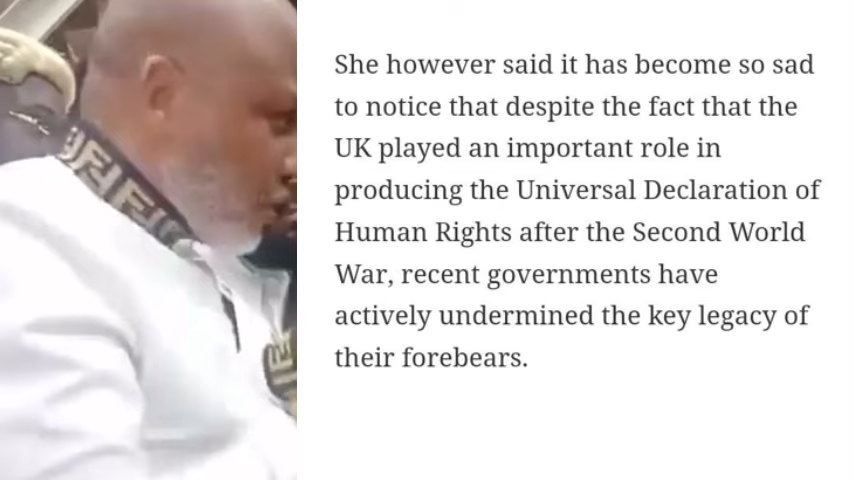 She however said it has become so sad
to notice that despite the fact that the
UK played an important role in
producing the Universal Declaration of
Human Rights after the Second World
War, recent governments have
actively undermined the key legacy of
their forebears.